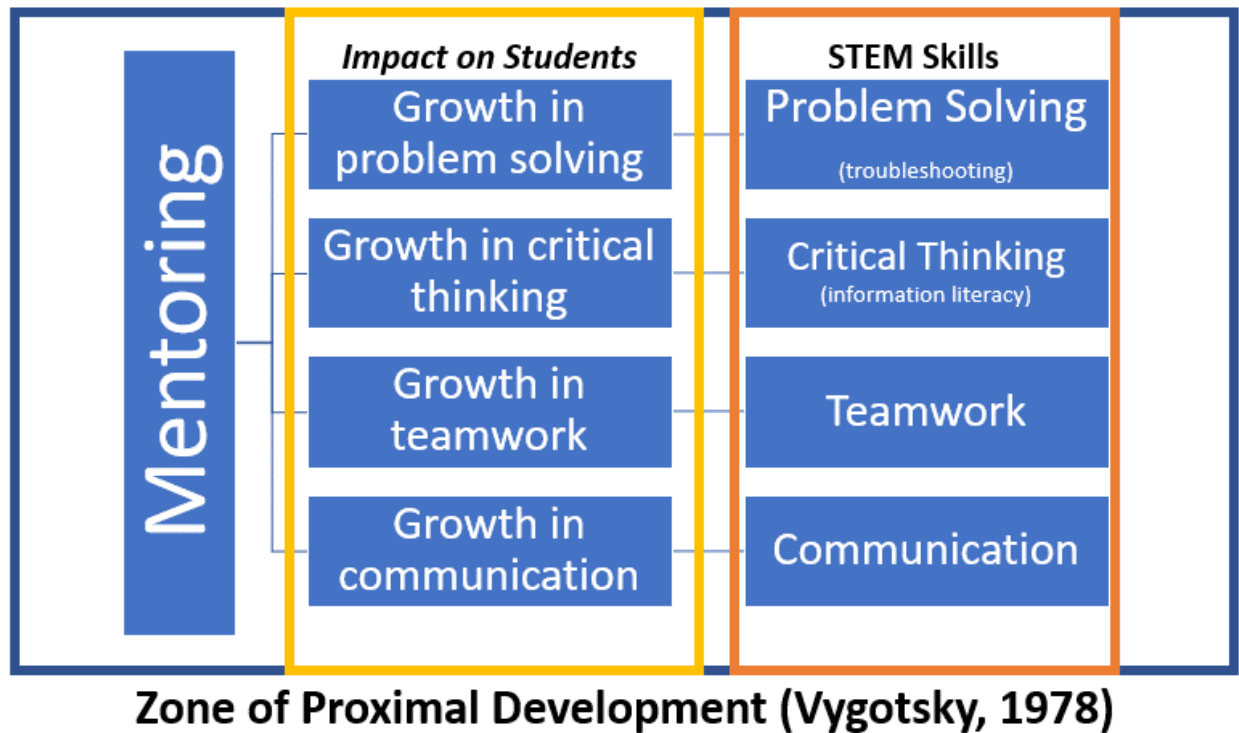 Mentoring
Impact on Students
Growth in
problem solving
Growth in critical
thinking
Growth in
teamwork
Growth in
communication
STEM Skills
Problem Solving
(troubleshooting)
Critical Thinking
(information literacy)
Teamwork
Communication
Zone of Proximal Development (Vygotsky, 1978)